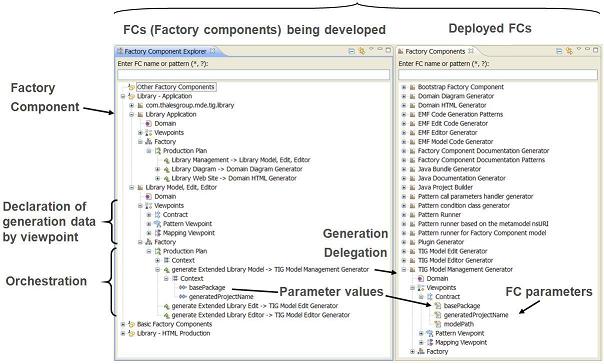 FCs (Factory components) being developed
Deployed FCs
Factory Component
Declaration of generation data by viewpoint
Orchestration
Factory Component Explorer
Enter FC name or pattern (*, ?):
Other Factory Components
Library - Application
com.thalesgroup.mde.tig.library
Library Application
Domain
Viewpoints
Factory
Production Plan
Library Management -> Library Model, Edit, Editor
Library Diagram -> Domain Diagram Generator
Library Web Site -> Domain HTML Generator
Library Model, Edit, Editor
Domain
Viewpoints
Contract
Pattern Viewpoint
Mapping Viewpoint
Factory
Production Plan
Context
generate Extended Library Model -> TIG Model Management Generator
Context
basePackage
generatedProjectName
generate Extended Library Edit -> TIG Model Edit Generator
generate Extended Library Editor -> TIG Model Editor Generator
Basic Factory Components
Library - HTML Production
Generation
Delegation
Parameter values
Factory Components
Enter FC name or pattern (*, ?):
Bootstrap Factory Component
Domain Diagram Generator
Domain HTML Generator
EMF Code Generation Patterns
EMF Edit Code Generator
EMF Editor Generator
EMF Model Code Generator
Factory Component Documentation Generator
Factory Component Documentation Patterns
Java Bundle Generator
Java Documentation Generator
Java Project Builder
Pattern call parameters handler generator
Pattern condition class generator
Pattern Runner
Pattern runner based on the metamodel nsURI
Pattern runner for Factory Component model
Plugin Generator
TIG Model Edit Generator
TIG Model Editor Generator
TIG Model Management Generator
Domain
Viewpoints
Contract
basePackage
generatedProjectName
modelPath
Pattern Viewpoint
Mapping Viewpoint
Factory
FC parameters